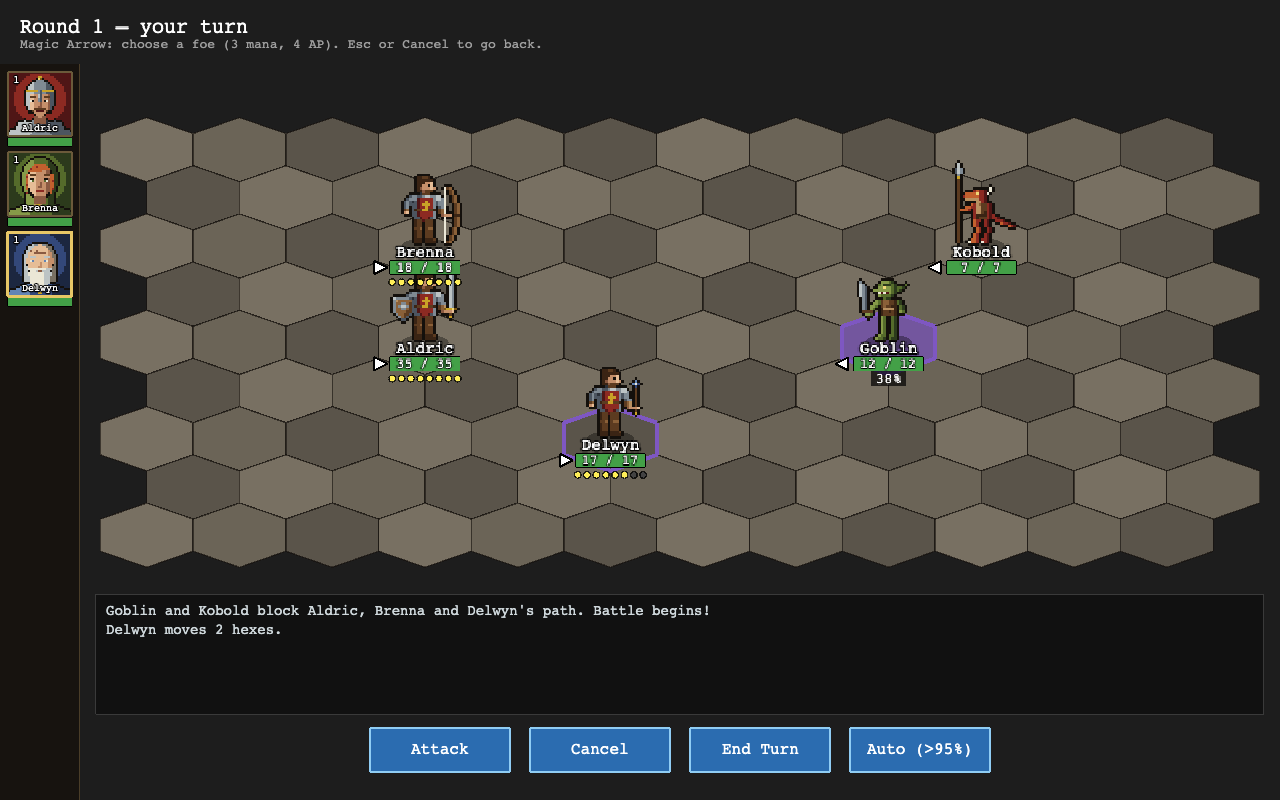 Round 1 — your turn
Magic Arrow: choose a foe (3 mana, 4 AP). Esc or Cancel to go back.
1
Aldric
1
Brenna
1
Delwyn
Brenna
18 / 18
Kobold
7 / 7
Aldric
35 / 35
Goblin
12 / 12
38%
Delwyn
17 / 17
Goblin and Kobold block Aldric, Brenna and Delwyn's path. Battle begins!
Delwyn moves 2 hexes.
Attack
Cancel
End Turn
Auto (>95%)